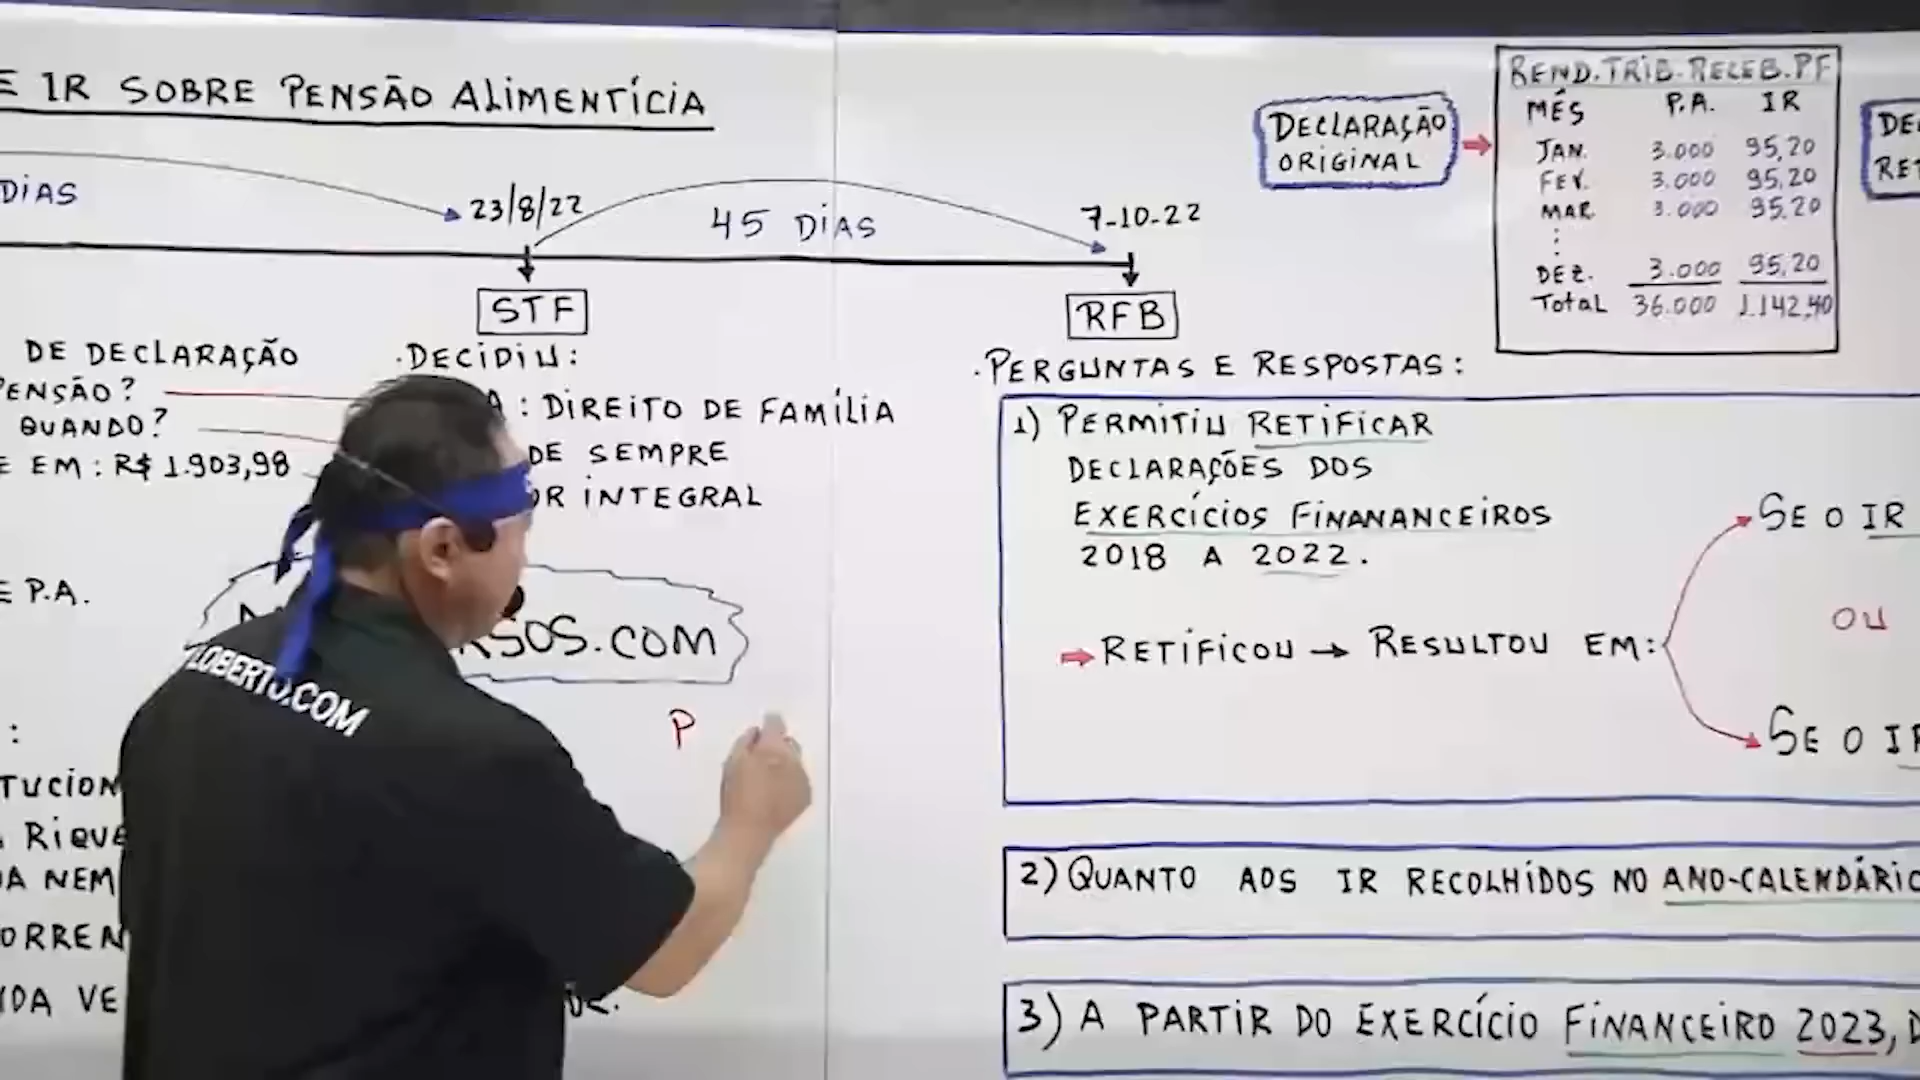 E IR SOBRE PENSÃO ALIMENTÍCIA
DIAS
23/8/22
45 DIAS
7-10-22
STF
RFB
DE DECLARAÇÃO
PENSÃO?
QUANDO?
E EM: R$ 1.903,98
E P.A.
:
TUCION
RIQUE
DA NEM
ORREN
IDA VE
· DECIDIU:
A: DIREITO DE FAMÍLIA
DE SEMPRE
OR INTEGRAL
RSOS.COM
P
LOBERTO.COM
DECLARAÇÃO
ORIGINAL
REND.TRIB.RECEB.PF
MÊS P.A. IR
JAN. 3.000 95,20
FEV. 3.000 95,20
MAR 3.000 95.20
⋮
DEZ. 3.000 95,20
Total 36.000 1.142,40
DE
RET
· PERGUNTAS E RESPOSTAS:
1) PERMITIU RETIFICAR
DECLARAÇÕES DOS
EXERCÍCIOS FINANANCEIROS
2018 A 2022.
⇒ RETIFICOU → RESULTOU EM:
SE O IR
OU
SE O IR
2) QUANTO AOS IR RECOLHIDOS NO ANO-CALENDÁRIO
3) A PARTIR DO EXERCÍCIO FINANCEIRO 2023, D